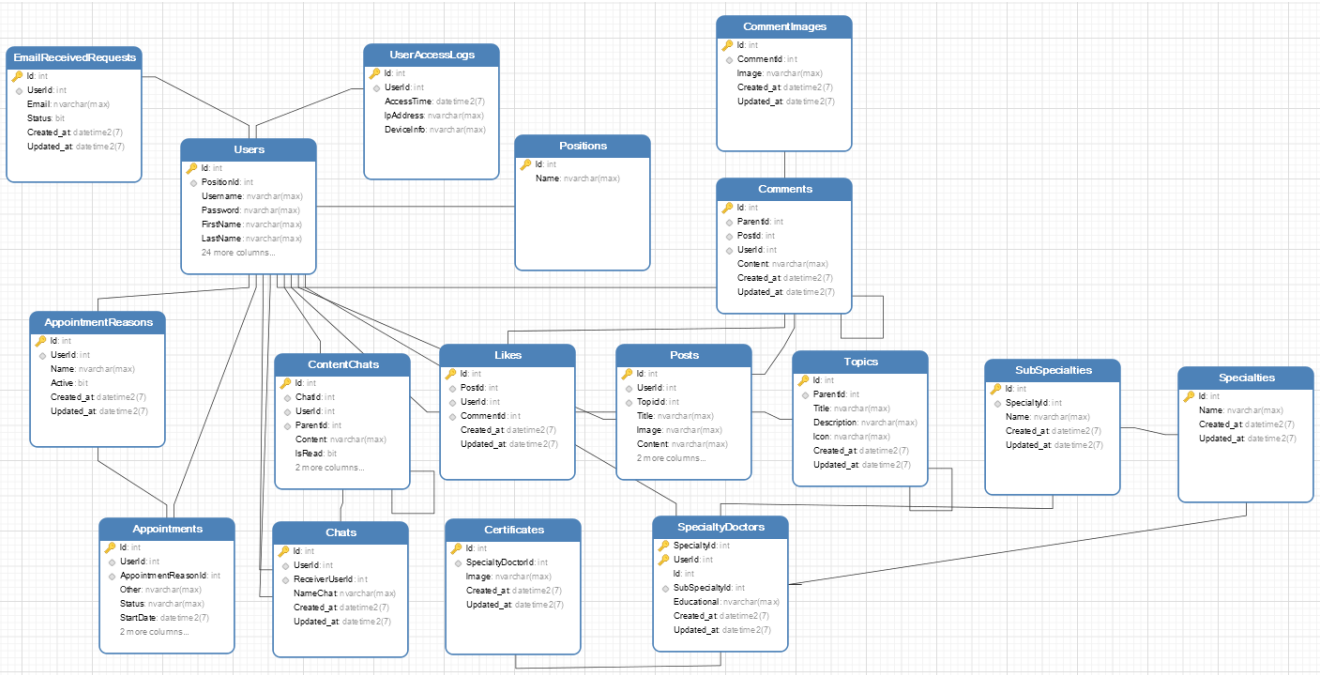 EmailReceivedRequests
Id: int
UserId: int
Email: nvarchar(max)
Status: bit
Created_at: datetime2(7)
Updated_at: datetime2(7)
UserAccessLogs
Id: int
UserId: int
AccessTime: datetime2(7)
IpAddress: nvarchar(max)
DeviceInfo: nvarchar(max)
CommentImages
Id: int
CommentId: int
Image: nvarchar(max)
Created_at: datetime2(7)
Updated_at: datetime2(7)
Users
Id: int
PositionId: int
Username: nvarchar(max)
Password: nvarchar(max)
FirstName: nvarchar(max)
LastName: nvarchar(max)
24 more columns...
Positions
Id: int
Name: nvarchar(max)
Comments
Id: int
ParentId: int
PostId: int
UserId: int
Content: nvarchar(max)
Created_at: datetime2(7)
Updated_at: datetime2(7)
AppointmentReasons
Id: int
UserId: int
Name: nvarchar(max)
Active: bit
Created_at: datetime2(7)
Updated_at: datetime2(7)
ContentChats
Id: int
ChatId: int
UserId: int
ParentId: int
Content: nvarchar(max)
IsRead: bit
2 more columns...
Likes
Id: int
PostId: int
UserId: int
CommentId: int
Created_at: datetime2(7)
Updated_at: datetime2(7)
Posts
Id: int
UserId: int
TopicId: int
Title: nvarchar(max)
Image: nvarchar(max)
Content: nvarchar(max)
2 more columns...
Topics
Id: int
ParentId: int
Title: nvarchar(max)
Description: nvarchar(max)
Icon: nvarchar(max)
Created_at: datetime2(7)
Updated_at: datetime2(7)
SubSpecialties
Id: int
SpecialtyId: int
Name: nvarchar(max)
Created_at: datetime2(7)
Updated_at: datetime2(7)
Specialties
Id: int
Name: nvarchar(max)
Created_at: datetime2(7)
Updated_at: datetime2(7)
Appointments
Id: int
UserId: int
AppointmentReasonId: int
Other: nvarchar(max)
Status: nvarchar(max)
StartDate: datetime2(7)
2 more columns...
Chats
Id: int
UserId: int
ReceiverUserId: int
NameChat: nvarchar(max)
Created_at: datetime2(7)
Updated_at: datetime2(7)
Certificates
Id: int
SpecialtyDoctorId: int
Image: nvarchar(max)
Created_at: datetime2(7)
Updated_at: datetime2(7)
SpecialtyDoctors
SpecialtyId: int
UserId: int
Id: int
SubSpecialtyId: int
Educational: nvarchar(max)
Created_at: datetime2(7)
Updated_at: datetime2(7)